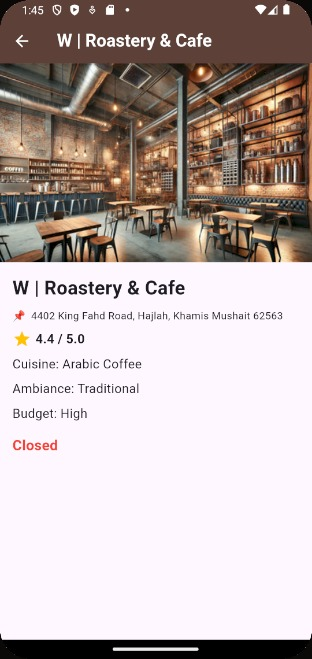 1:45
W | Roastery & Cafe
COFFEE
W | Roastery & Cafe
4402 King Fahd Road, Hajlah, Khamis Mushait 62563
4.4 / 5.0
Cuisine: Arabic Coffee
Ambiance: Traditional
Budget: High
Closed